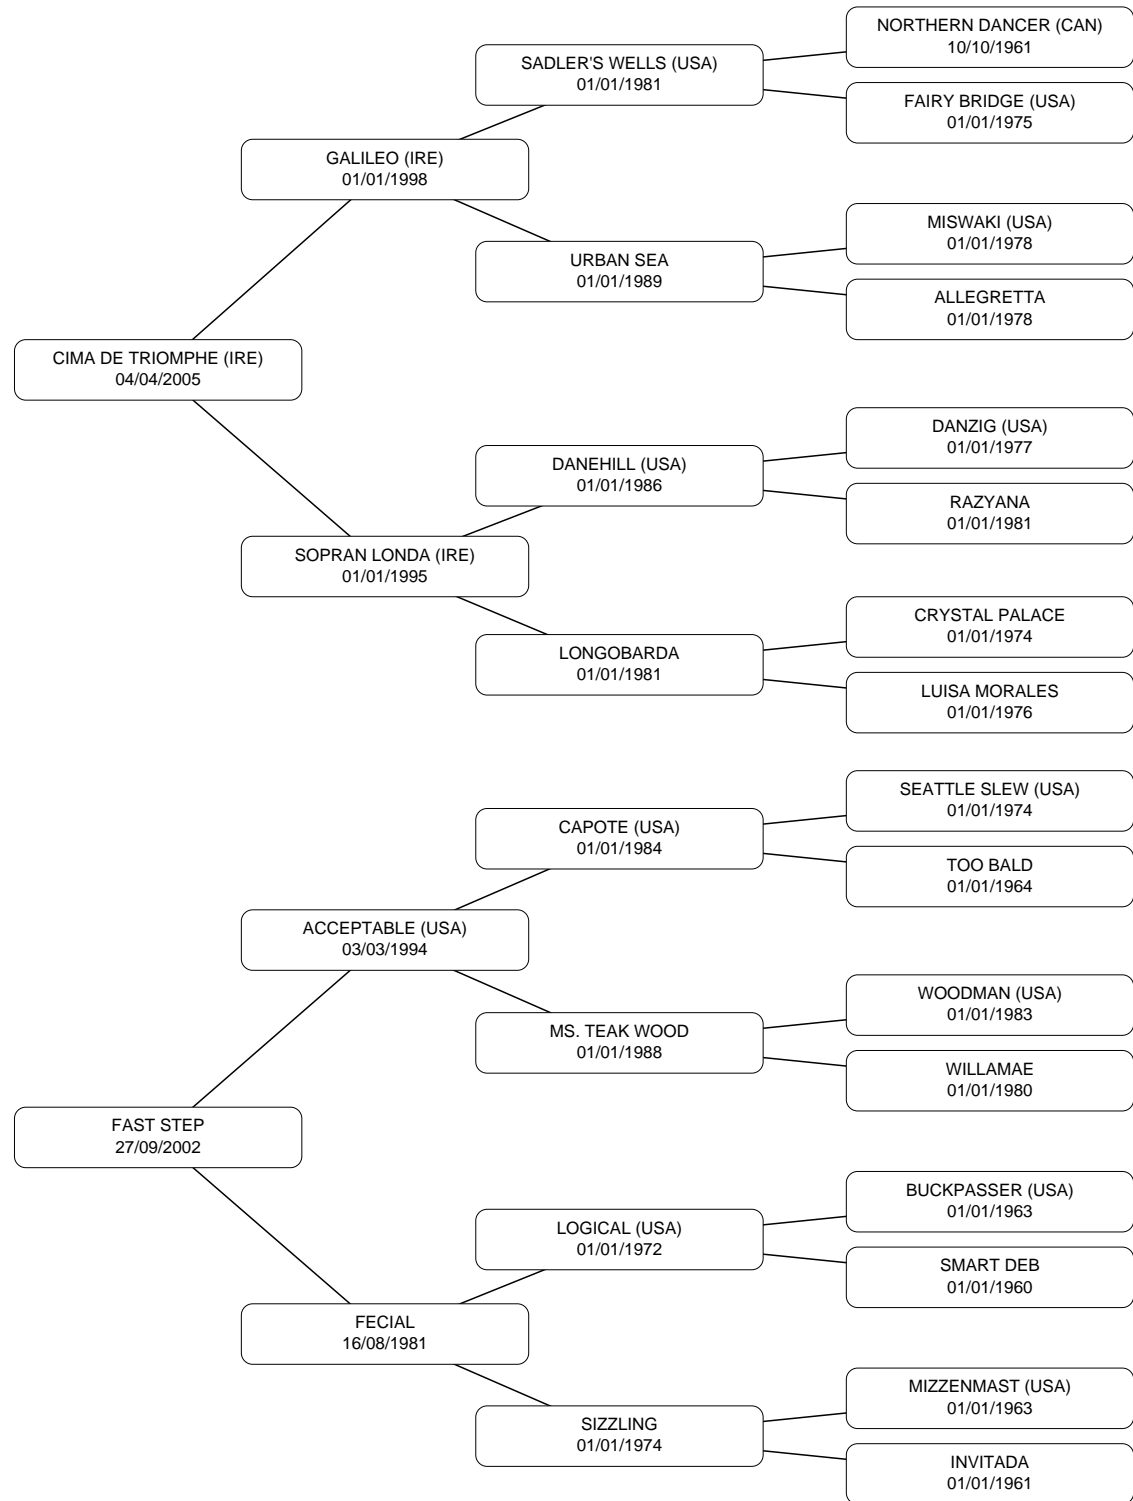 NORTHERN DANCER (CAN)
10/10/1961
SADLER'S WELLS (USA)
01/01/1981
FAIRY BRIDGE (USA)
01/01/1975
GALILEO (IRE)
01/01/1998
MISWAKI (USA)
01/01/1978
URBAN SEA
01/01/1989
ALLEGRETTA
01/01/1978
CIMA DE TRIOMPHE (IRE)
04/04/2005
DANZIG (USA)
01/01/1977
DANEHILL (USA)
01/01/1986
RAZYANA
01/01/1981
SOPRAN LONDA (IRE)
01/01/1995
CRYSTAL PALACE
01/01/1974
LONGOBARDA
01/01/1981
LUISA MORALES
01/01/1976
SEATTLE SLEW (USA)
01/01/1974
CAPOTE (USA)
01/01/1984
TOO BALD
01/01/1964
ACCEPTABLE (USA)
03/03/1994
WOODMAN (USA)
01/01/1983
MS. TEAK WOOD
01/01/1988
WILLAMAE
01/01/1980
FAST STEP
27/09/2002
BUCKPASSER (USA)
01/01/1963
LOGICAL (USA)
01/01/1972
SMART DEB
01/01/1960
FECIAL
16/08/1981
MIZZENMAST (USA)
01/01/1963
SIZZLING
01/01/1974
INVITADA
01/01/1961